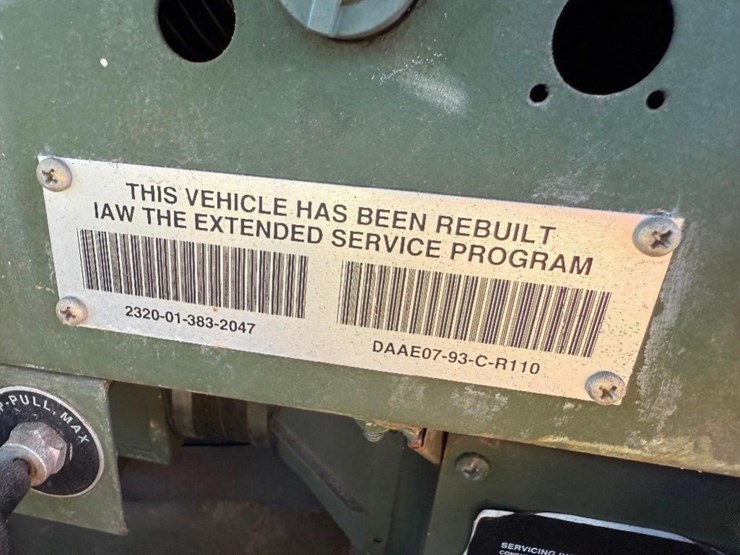 THIS VEHICLE HAS BEEN REBUILT
IAW THE EXTENDED SERVICE PROGRAM
2320-01-383-2047
DAAE07-93-C-R110
-PULL, MAX
SERVICING